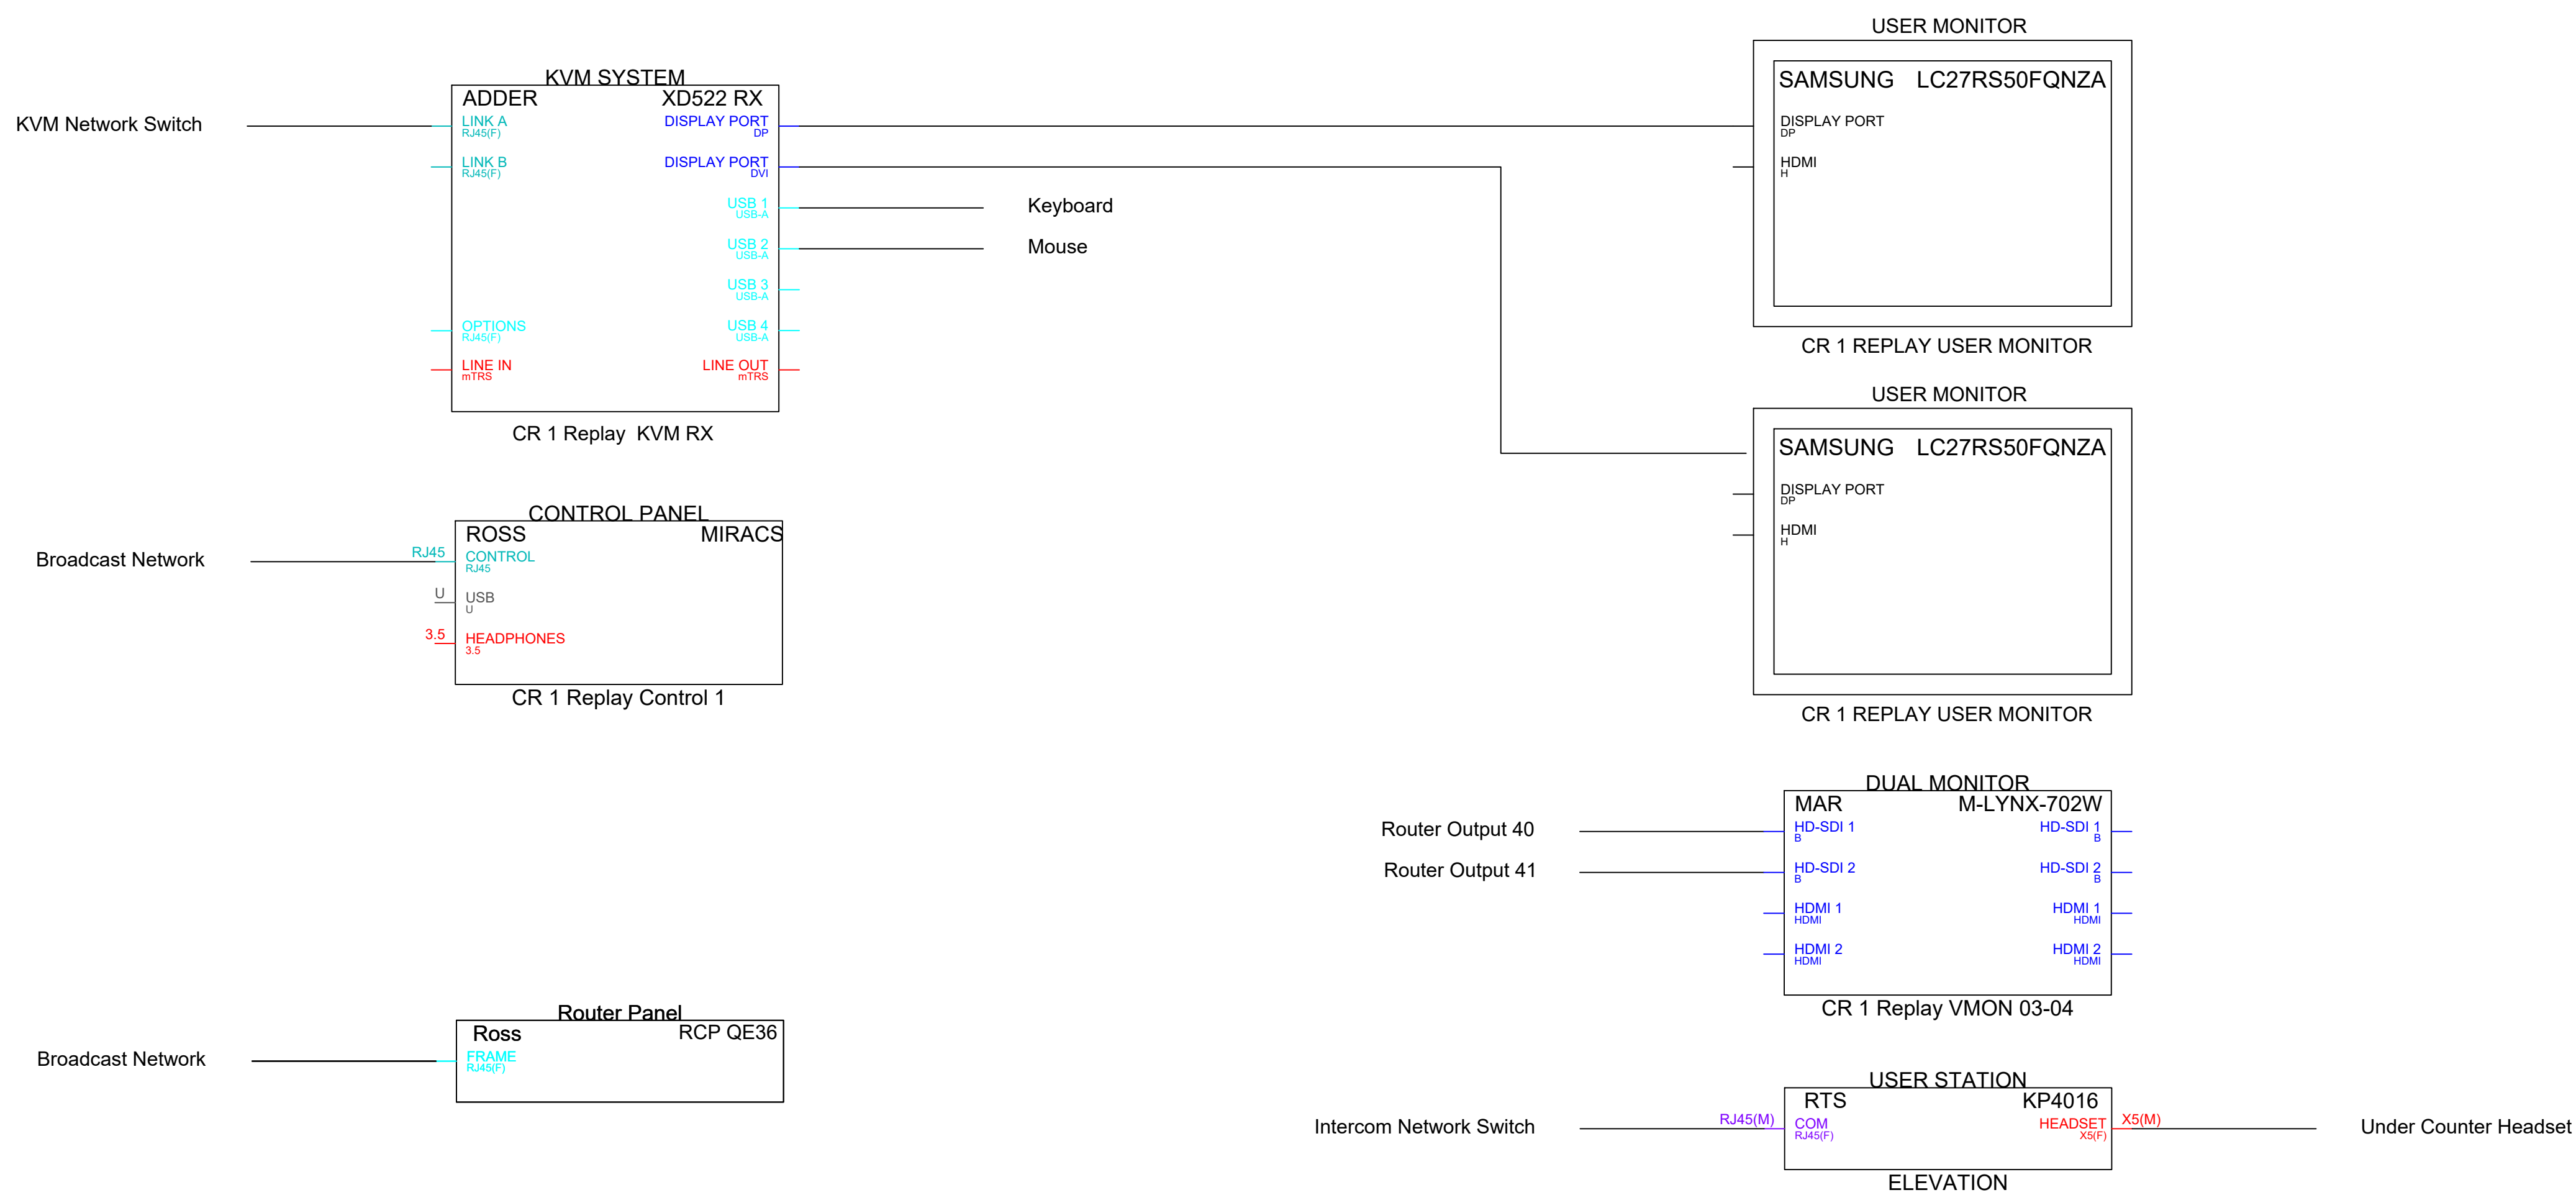 KVM SYSTEM
ADDER XD522 RX
KVM Network Switch
LINK A
RJ45(F)
LINK B
RJ45(F)
OPTIONS
RJ45(F)
LINE IN
mTRS
DISPLAY PORT
DP
DISPLAY PORT
DVI
USB 1
USB-A
USB 2
USB-A
USB 3
USB-A
USB 4
USB-A
LINE OUT
mTRS
Keyboard
Mouse
CR 1 Replay KVM RX
USER MONITOR
SAMSUNG LC27RS50FQNZA
DISPLAY PORT
DP
HDMI
H
CR 1 REPLAY USER MONITOR
USER MONITOR
SAMSUNG LC27RS50FQNZA
DISPLAY PORT
DP
HDMI
H
CR 1 REPLAY USER MONITOR
CONTROL PANEL
ROSS MIRACS
Broadcast Network
RJ45
CONTROL
RJ45
U
USB
U
3.5
HEADPHONES
3.5
CR 1 Replay Control 1
DUAL MONITOR
MAR M-LYNX-702W
Router Output 40
Router Output 41
HD-SDI 1
B
HD-SDI 2
B
HDMI 1
HDMI
HDMI 2
HDMI
HD-SDI 1
B
HD-SDI 2
B
HDMI 1
HDMI
HDMI 2
HDMI
CR 1 Replay VMON 03-04
Router Panel
Ross RCP QE36
Broadcast Network
FRAME
RJ45(F)
USER STATION
RTS KP4016
Intercom Network Switch
RJ45(M)
COM
RJ45(F)
HEADSET
X5(F)
X5(M)
Under Counter Headset
ELEVATION